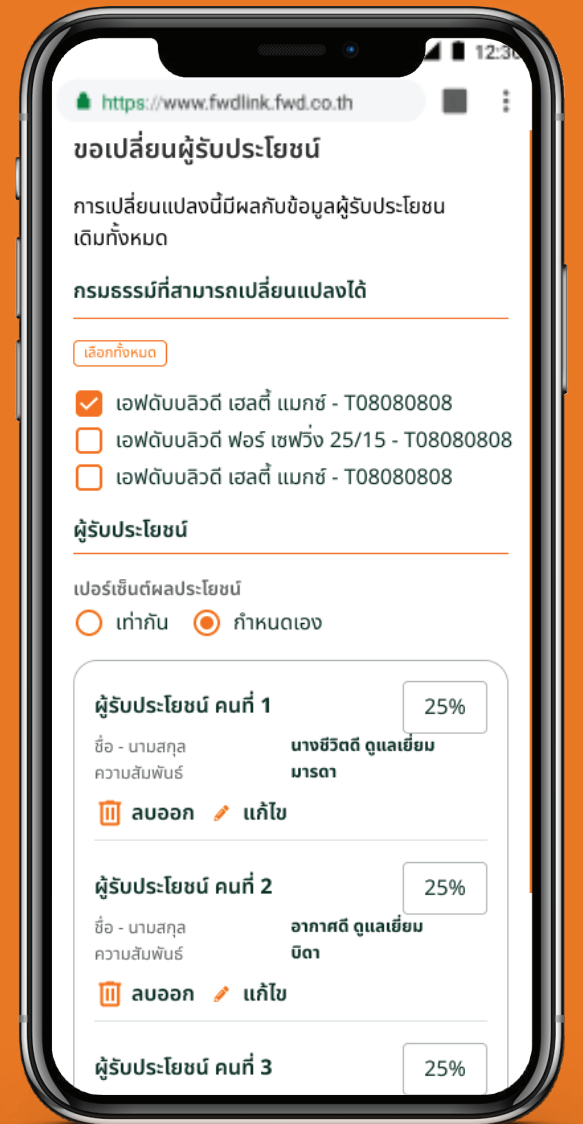 12:30
https://www.fwdlink.fwd.co.th
ขอเปลี่ยนผู้รับประโยชน์
การเปลี่ยนแปลงนี้มีผลกับข้อมูลผู้รับประโยชน
เดิมทั้งหมด
กรมธรรม์ที่สามารถเปลี่ยนแปลงได้
เลือกทั้งหมด
เอฟดับบลิวดี เฮลตี้ แมกซ์ - T08080808
เอฟดับบลิวดี ฟอร์ เซฟวิ่ง 25/15 - T08080808
เอฟดับบลิวดี เฮลตี้ แมกซ์ - T08080808
ผู้รับประโยชน์
เปอร์เซ็นต์ผลประโยชน์
เท่ากัน กำหนดเอง
ผู้รับประโยชน์ คนที่ 1 25%
ชื่อ - นามสกุล นางชีวิตดี ดูแลเยี่ยม
ความสัมพันธ์ มารดา
ลบออก แก้ไข
ผู้รับประโยชน์ คนที่ 2 25%
ชื่อ - นามสกุล อากาศดี ดูแลเยี่ยม
ความสัมพันธ์ บิดา
ลบออก แก้ไข
ผู้รับประโยชน์ คนที่ 3 25%